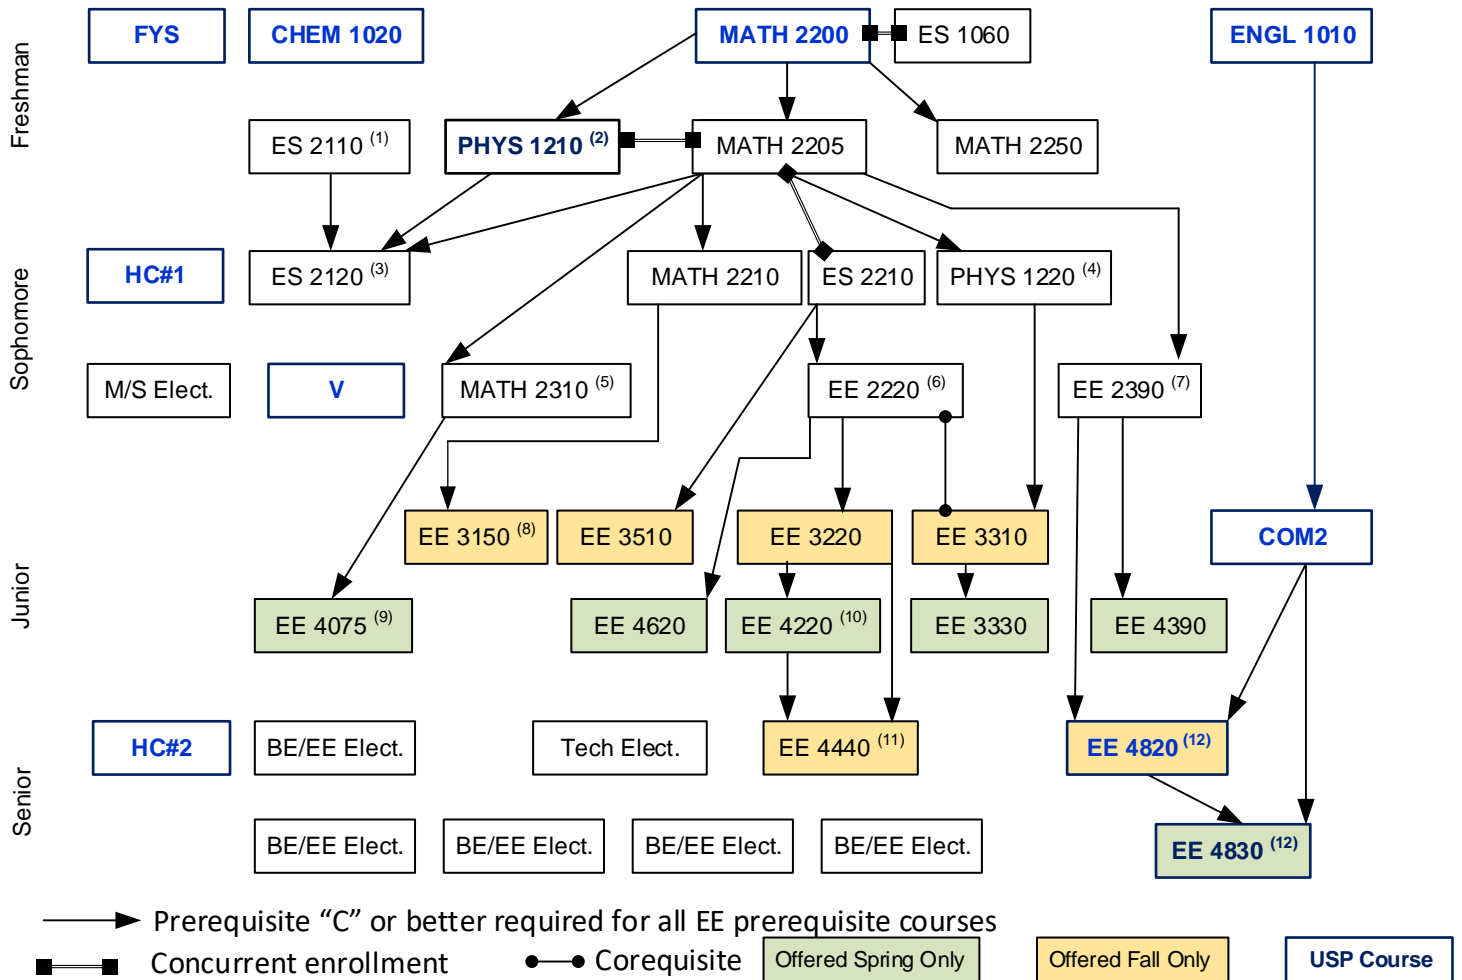 FYS CHEM 1020 MATH 2200 ES 1060 ENGL 1010
Freshman
ES 2110 (1) PHYS 1210 (2) MATH 2205 MATH 2250
HC#1 ES 2120 (3) MATH 2210 ES 2210 PHYS 1220 (4)
Sophomore
M/S Elect. V MATH 2310 (5) EE 2220 (6) EE 2390 (7)
EE 3150 (8) EE 3510 EE 3220 EE 3310 COM2
Junior
EE 4075 (9) EE 4620 EE 4220 (10) EE 3330 EE 4390
HC#2 BE/EE Elect. Tech Elect. EE 4440 (11) EE 4820 (12)
Senior
BE/EE Elect. BE/EE Elect. BE/EE Elect. BE/EE Elect. EE 4830 (12)
Prerequisite “C” or better required for all EE prerequisite courses
Concurrent enrollment Corequisite Offered Spring Only Offered Fall Only USP Course